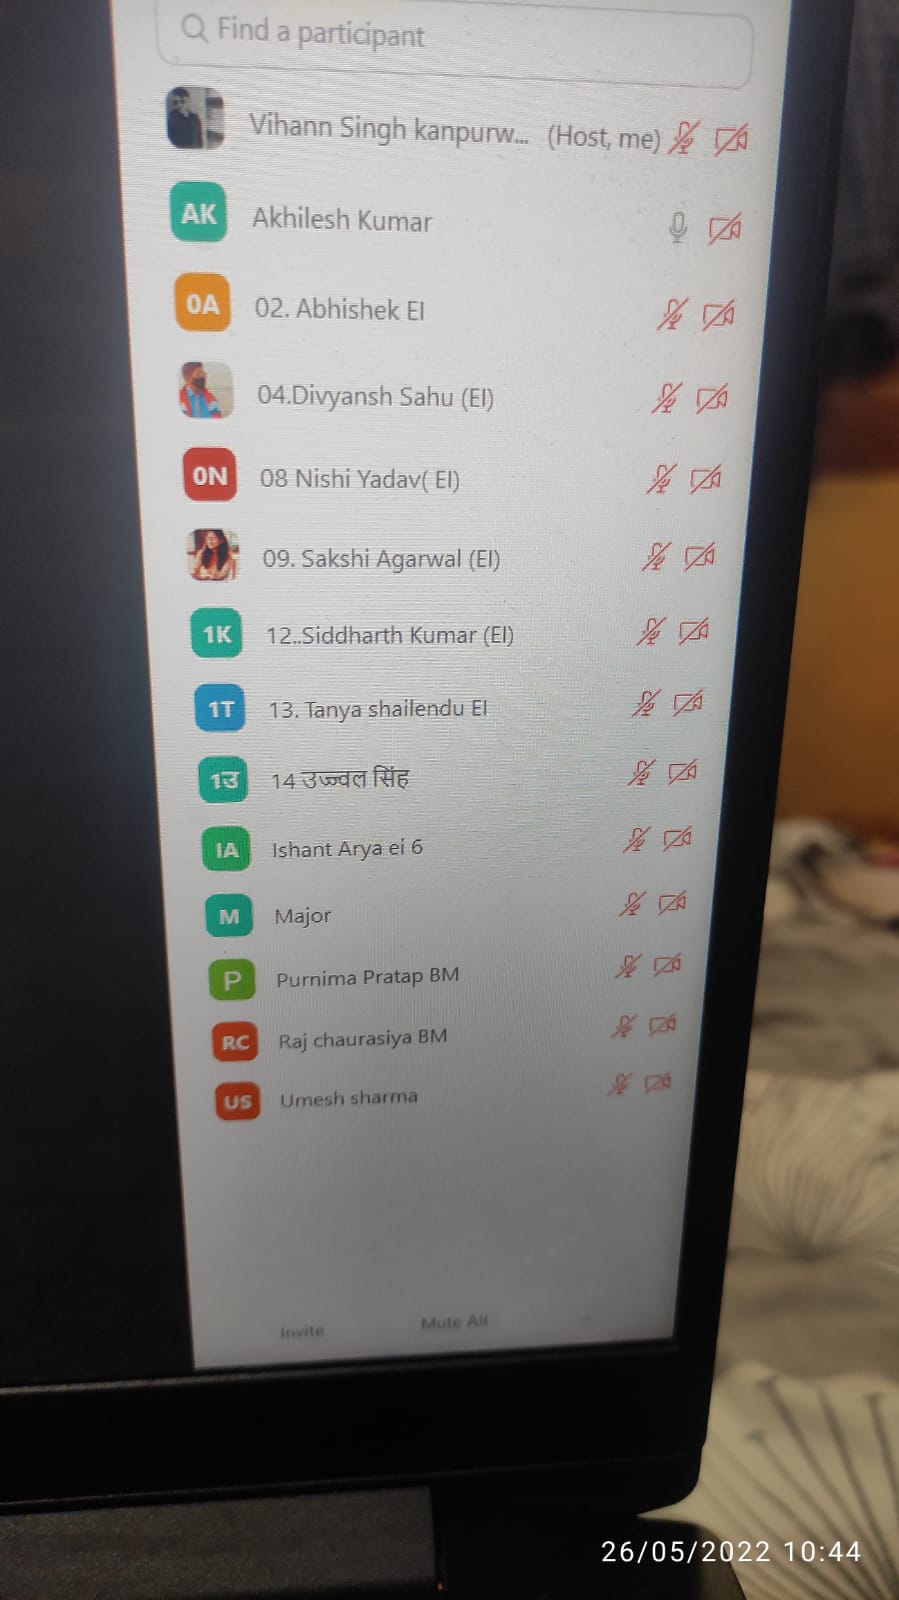 Find a participant
Vihann Singh kanpurw... (Host, me)
AK Akhilesh Kumar
0A 02. Abhishek EI
04.Divyansh Sahu (EI)
0N 08 Nishi Yadav( EI)
09. Sakshi Agarwal (EI)
1K 12..Siddharth Kumar (EI)
1T 13. Tanya shailendu EI
1उ 14 उज्ज्वल सिंह
IA Ishant Arya ei 6
M Major
P Purnima Pratap BM
RC Raj chaurasiya BM
US Umesh sharma
Invite Mute All
26/05/2022 10:44